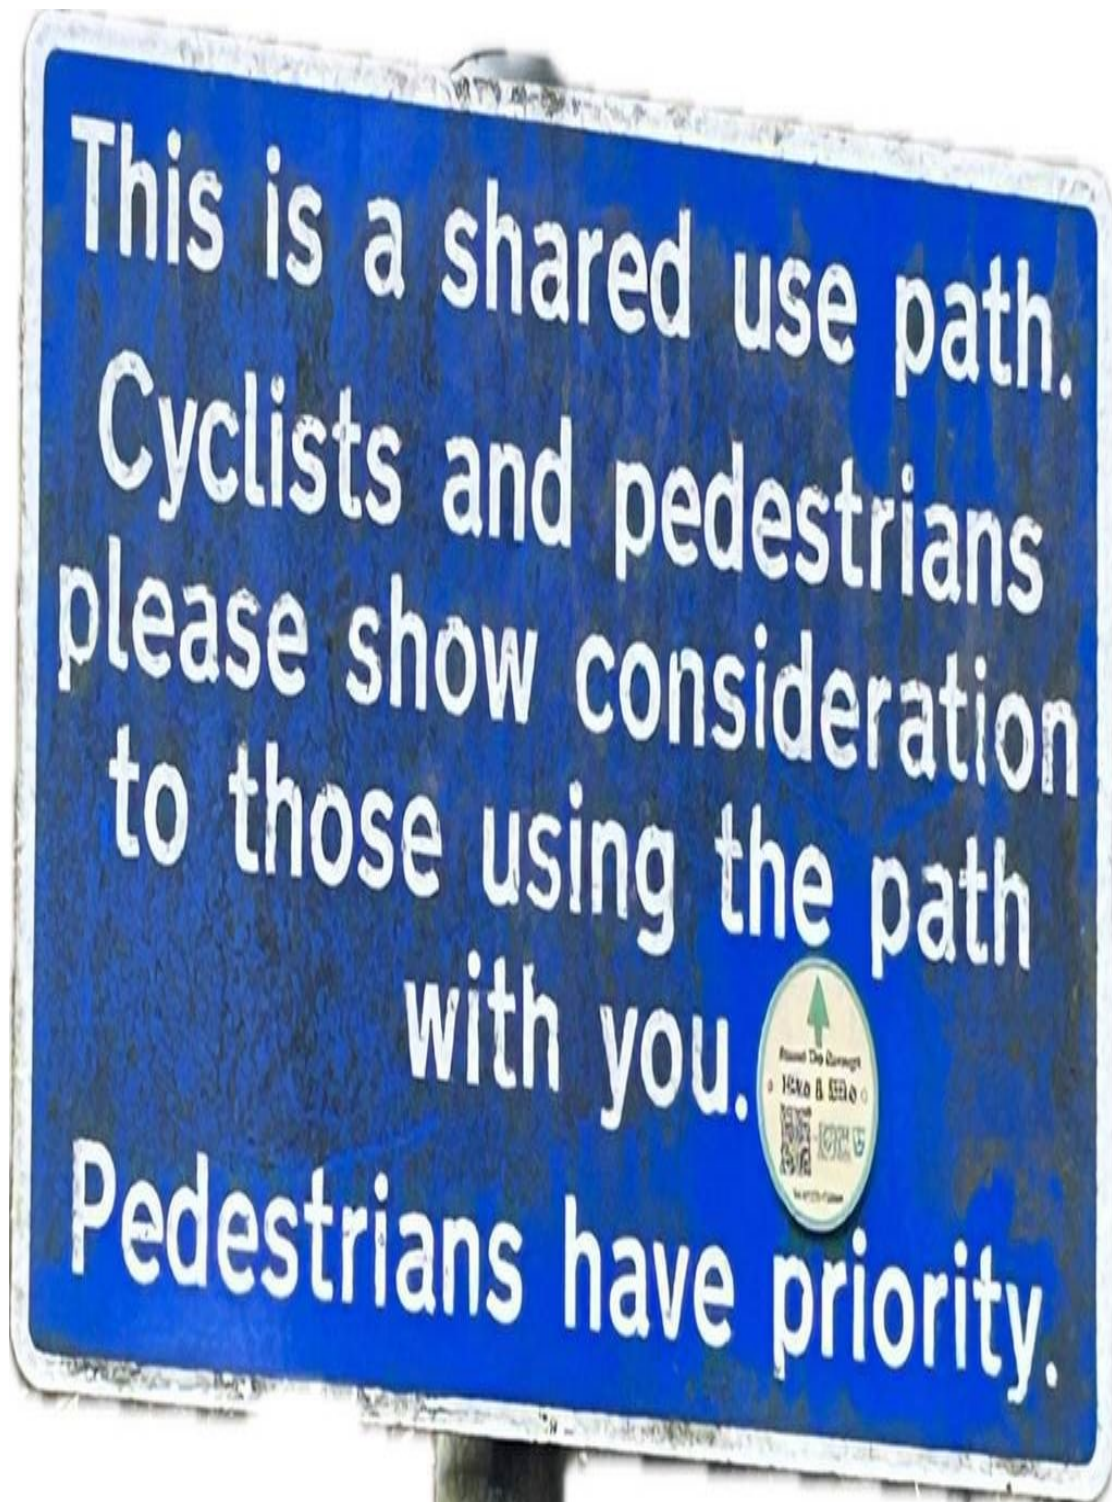 This is a shared use path.
Cyclists and pedestrians
please show consideration
to those using the path
with you.
Pedestrians have priority.